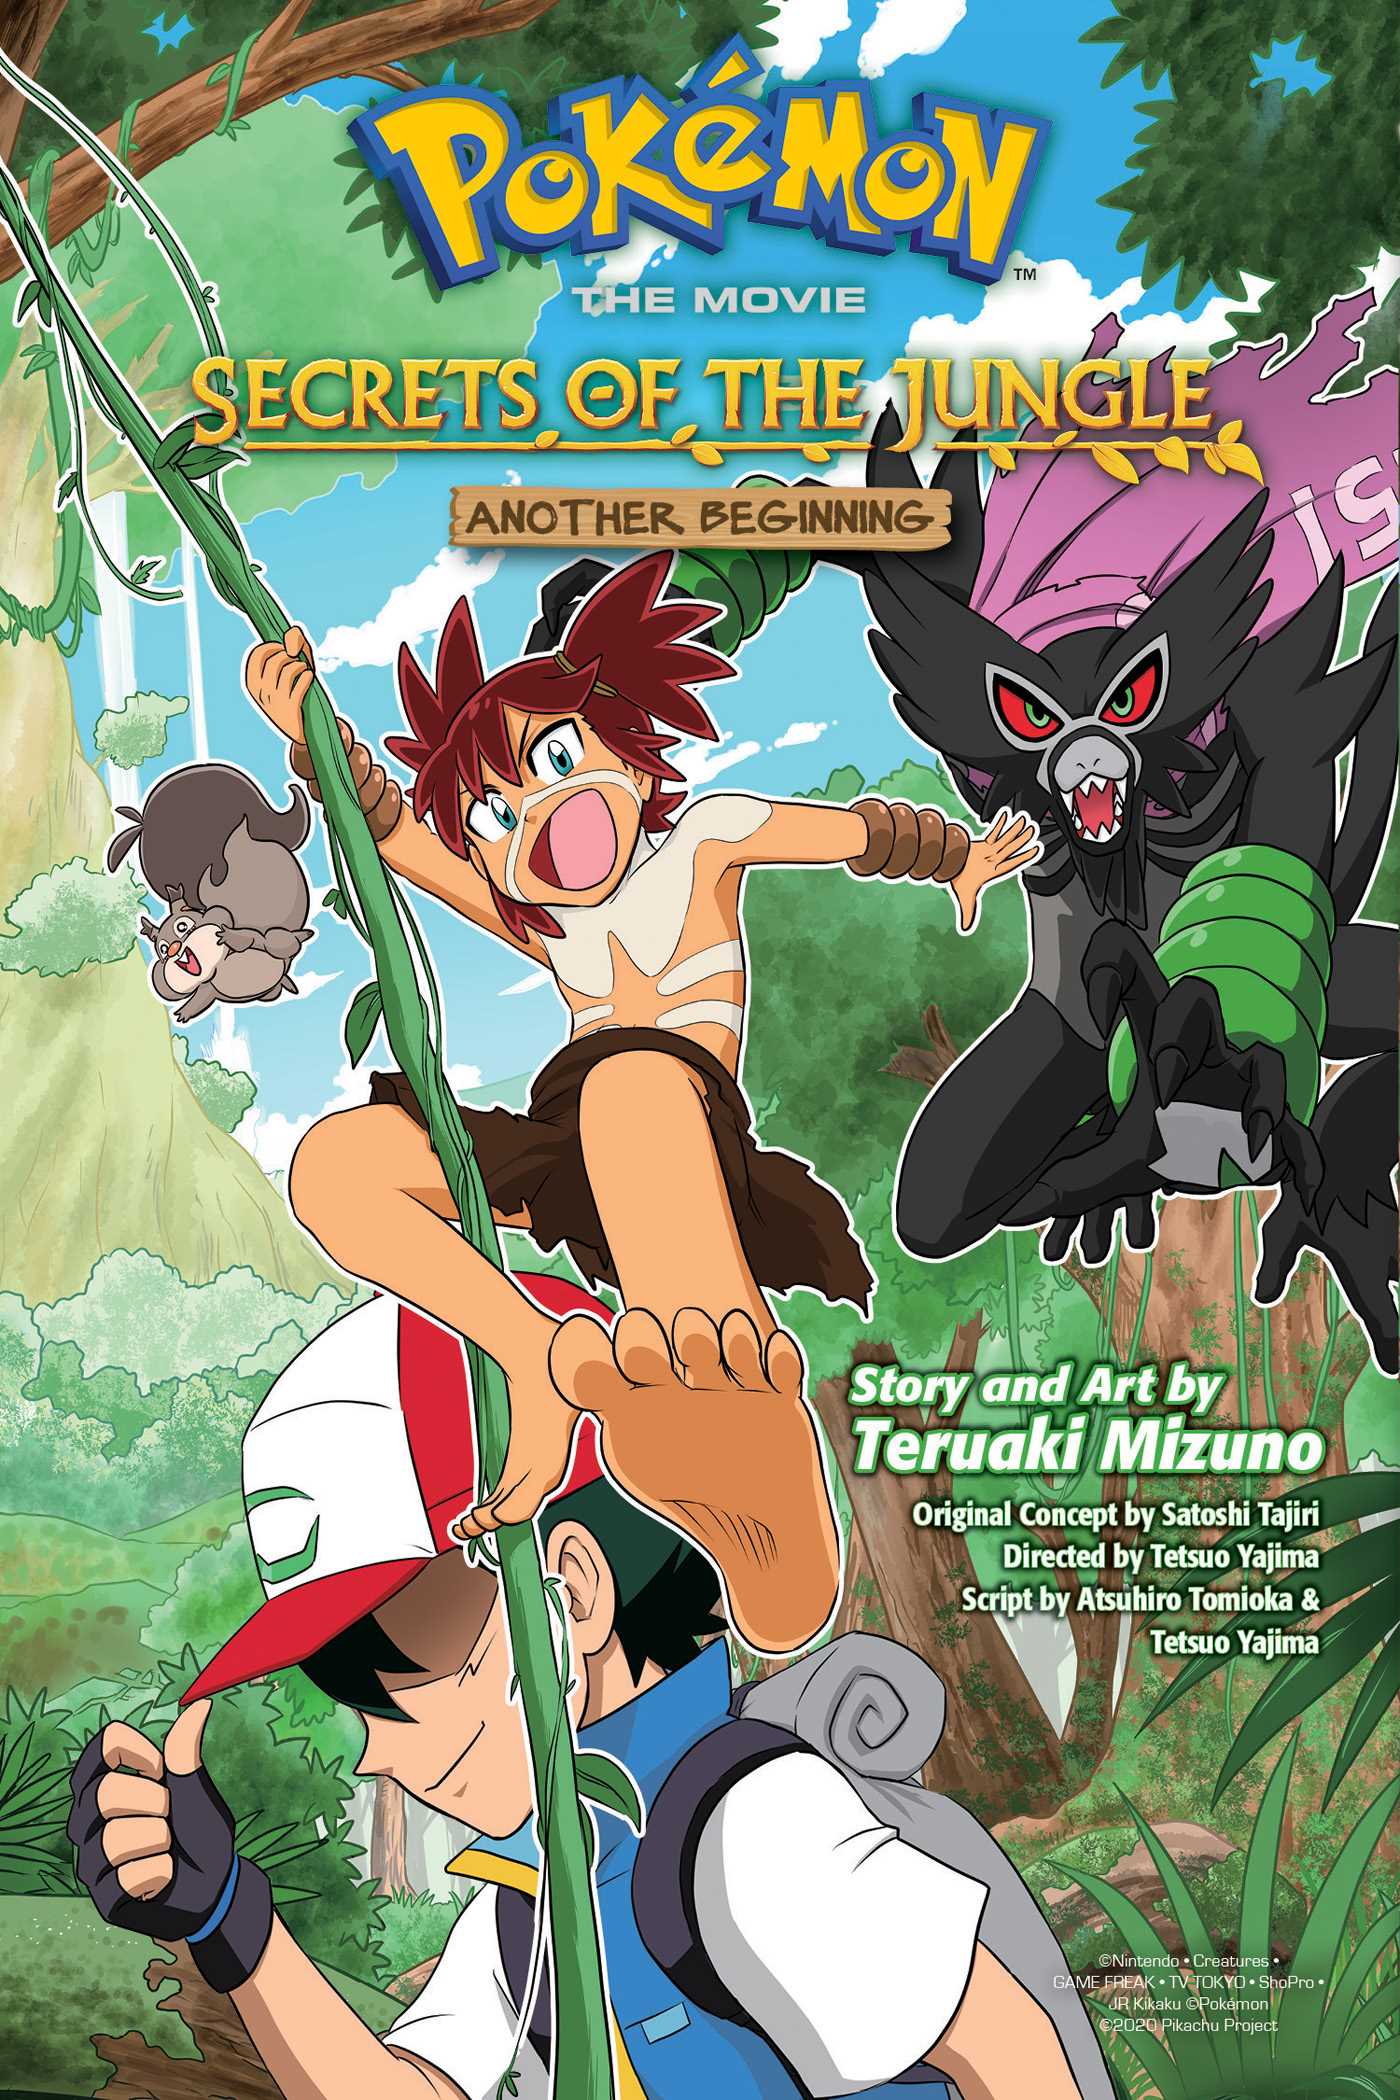 POKéMON
TM
THE MOVIE
SECRETS OF THE JUNGLE
ANOTHER BEGINNING
Story and Art by
Teruaki Mizuno
Original Concept by Satoshi Tajiri
Directed by Tetsuo Yajima
Script by Atsuhiro Tomioka &
Tetsuo Yajima
©Nintendo • Creatures •
GAME FREAK • TV TOKYO • ShoPro •
JR Kikaku ©Pokémon
©2020 Pikachu Project